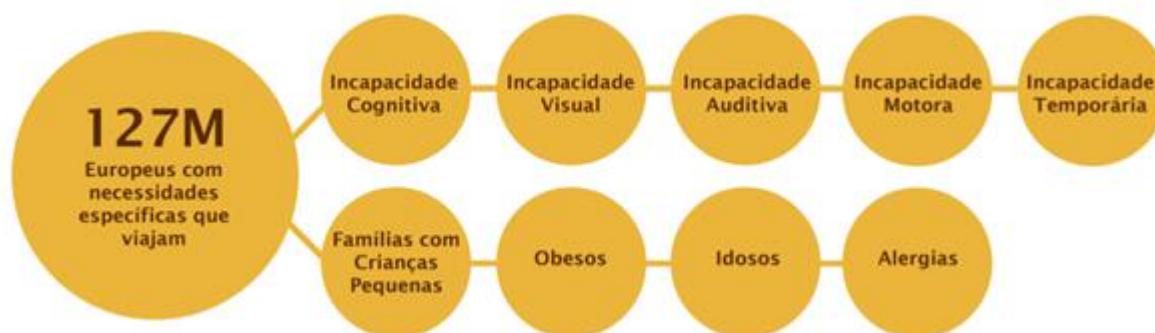 127M
Europeus com
necessidades
específicas que
viajam
Incapacidade
Cognitiva
Incapacidade
Visual
Incapacidade
Auditiva
Incapacidade
Motora
Incapacidade
Temporária
Famílias com
Crianças
Pequenas
Obesos
Idosos
Alergias